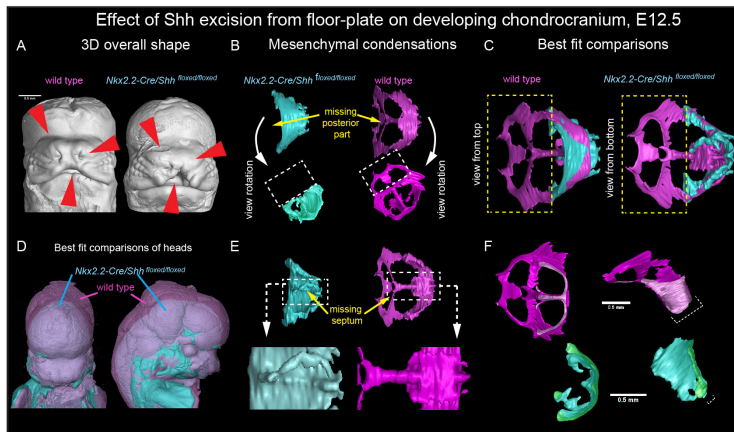 Effect of Shh excision from floor-plate on developing chondrocranium, E12.5
A
3D overall shape
wild type
Nkx2.2-Cre/Shh floxed/floxed
0.5 mm
B
Mesenchymal condensations
Nkx2.2-Cre/Shh floxed/floxed
wild type
missing
posterior
part
view rotation
view rotation
C
Best fit comparisons
wild type
Nkx2.2-Cre/Shh floxed/floxed
view from top
view from bottom
D
Best fit comparisons of heads
Nkx2.2-Cre/Shh floxed/floxed
wild type
E
missing
septum
F
0.5 mm
0.5 mm